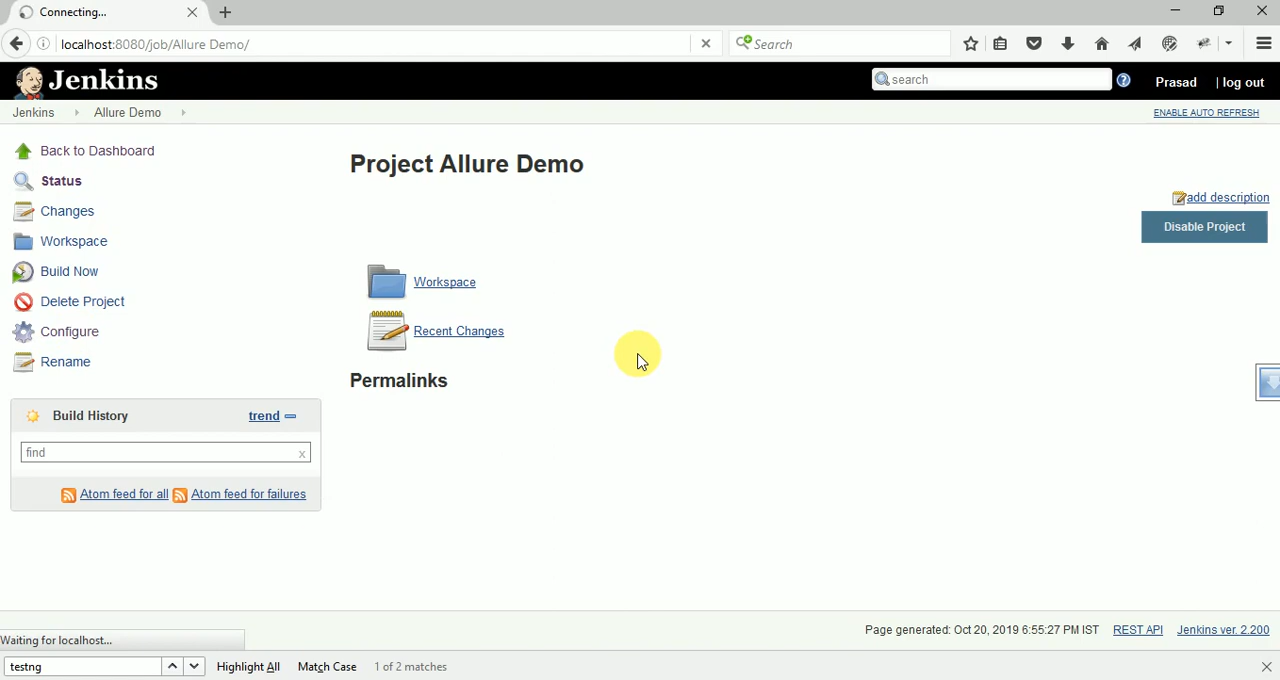 Connecting...
localhost:8080/job/Allure Demo/
Search
Jenkins
search
Prasad
| log out
Jenkins
Allure Demo
ENABLE AUTO REFRESH
Back to Dashboard
Status
Changes
Workspace
Build Now
Delete Project
Configure
Rename
Project Allure Demo
add description
Disable Project
Workspace
Recent Changes
Permalinks
Build History
trend
find
x
Atom feed for all
Atom feed for failures
Page generated: Oct 20, 2019 6:55:27 PM IST
REST API
Jenkins ver. 2.200
Waiting for localhost...
testng
Highlight All
Match Case
1 of 2 matches